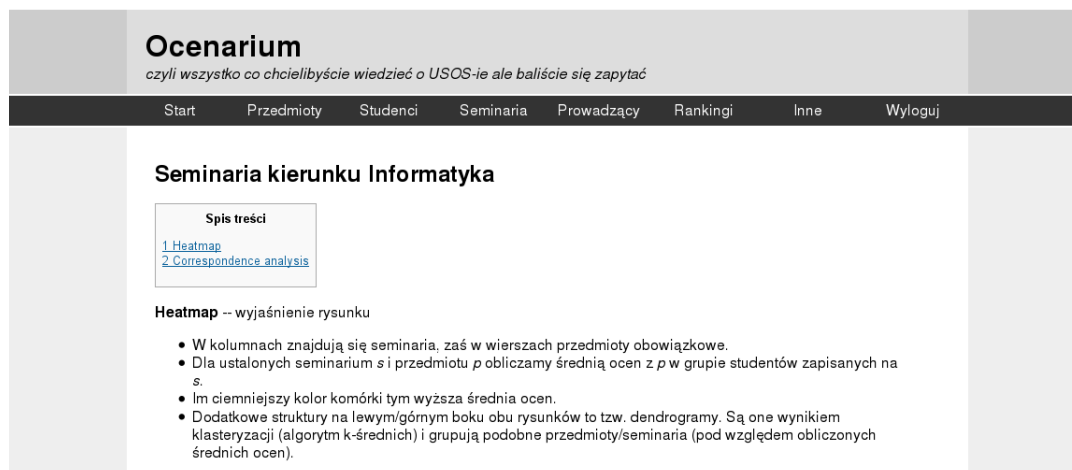 Ocenarium
czyli wszystko co chcielibyście wiedzieć o USOS-ie ale baliście się zapytać
Start Przedmioty Studenci Seminaria Prowadzący Rankingi Inne Wyloguj
Seminaria kierunku Informatyka
Spis treści
1 Heatmap
2 Correspondence analysis
Heatmap -- wyjaśnienie rysunku
● W kolumnach znajdują się seminaria, zaś w wierszach przedmioty obowiązkowe.
● Dla ustalonych seminarium s i przedmiotu p obliczamy średnią ocen z p w grupie studentów zapisanych na
s.
● Im ciemniejszy kolor komórki tym wyższa średnia ocen.
● Dodatkowe struktury na lewym/górnym boku obu rysunków to tzw. dendrogramy. Są one wynikiem
klasteryzacji (algorytm k-średnich) i grupują podobne przedmioty/seminaria (pod względem obliczonych
średnich ocen).